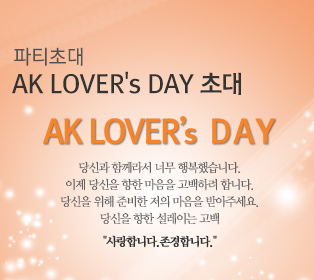 파티초대
AK LOVER's DAY 초대
AK LOVER’s DAY
당신과 함께라서 너무 행복했습니다.
이제 당신을 향한 마음을 고백하려 합니다.
당신을 위해 준비한 저의 마음을 받아주세요.
당신을 향한 설레이는 고백
"사랑합니다.존경합니다."